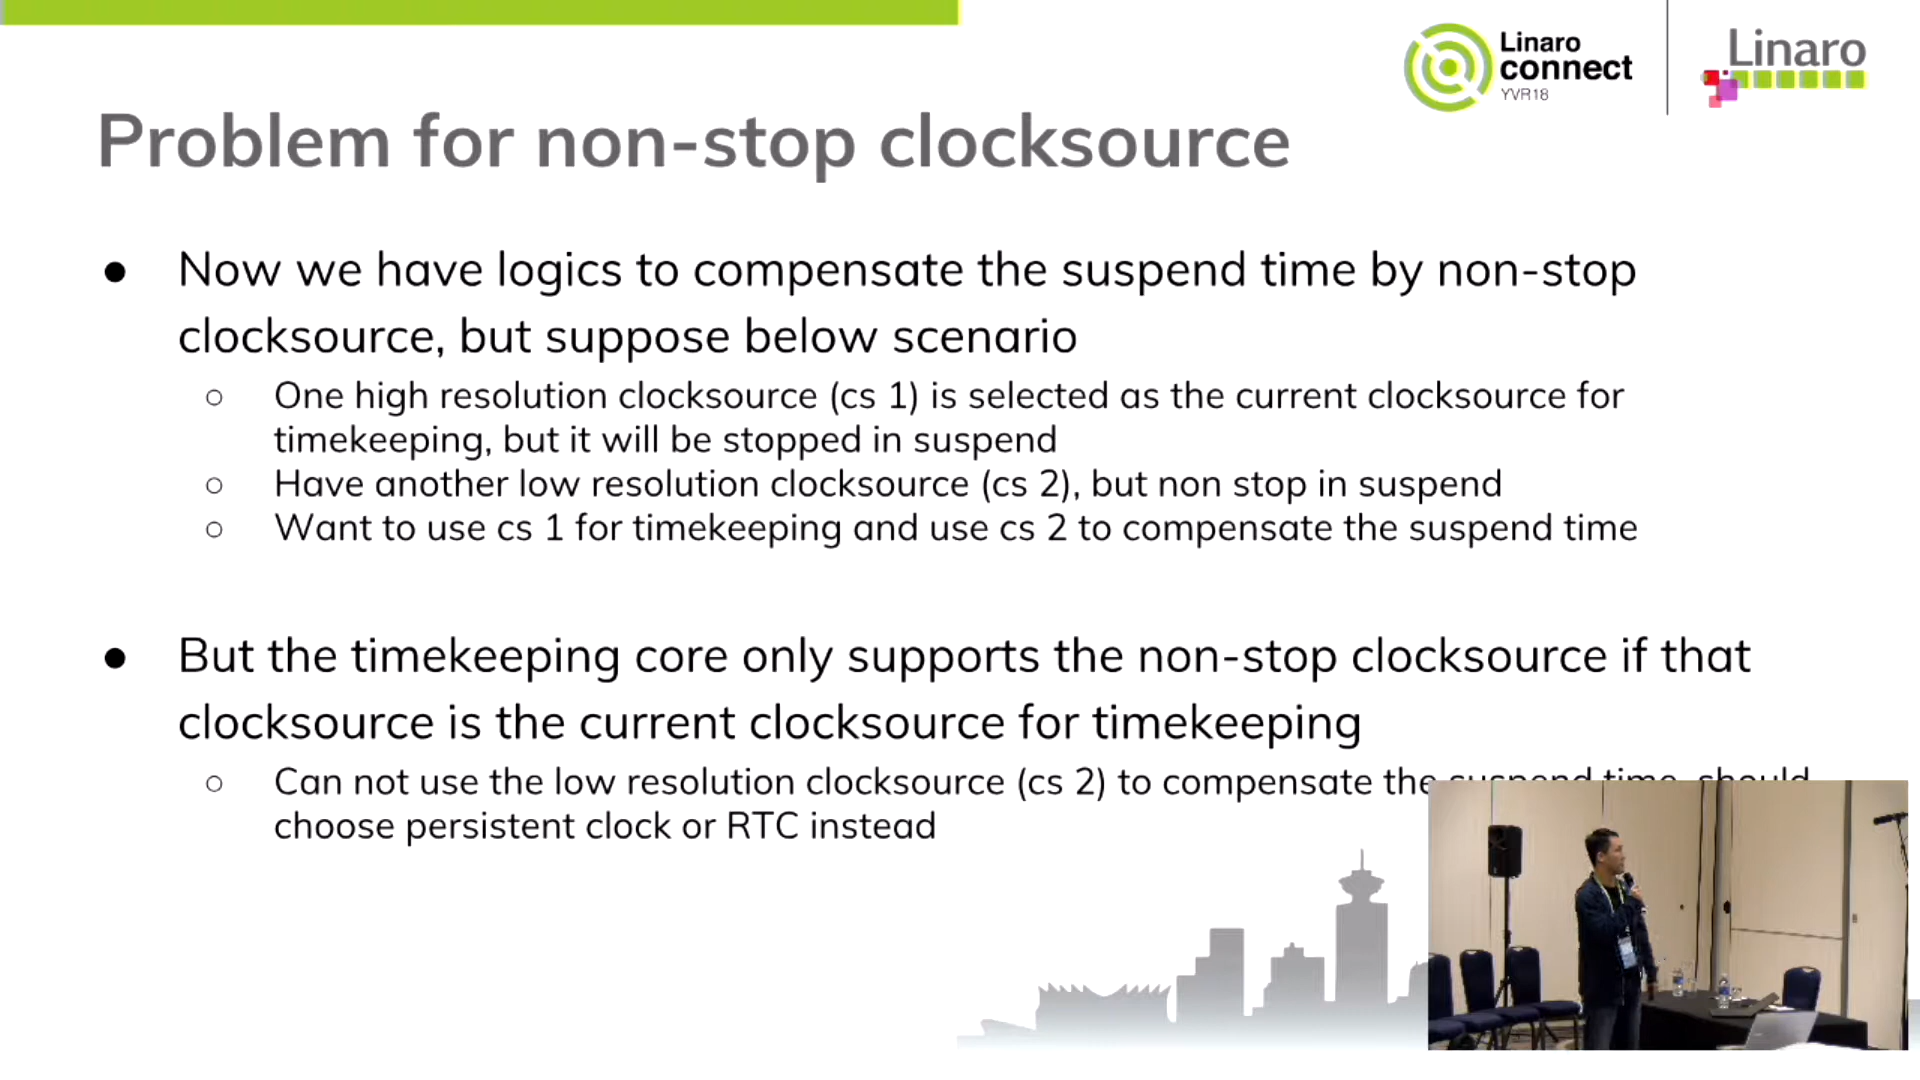 Linaro
connect
YVR18
Linaro
Problem for non-stop clocksource
● Now we have logics to compensate the suspend time by non-stop
clocksource, but suppose below scenario
○ One high resolution clocksource (cs 1) is selected as the current clocksource for
timekeeping, but it will be stopped in suspend
○ Have another low resolution clocksource (cs 2), but non stop in suspend
○ Want to use cs 1 for timekeeping and use cs 2 to compensate the suspend time
● But the timekeeping core only supports the non-stop clocksource if that
clocksource is the current clocksource for timekeeping
○ Can not use the low resolution clocksource (cs 2) to compensate the suspend time, should
choose persistent clock or RTC instead